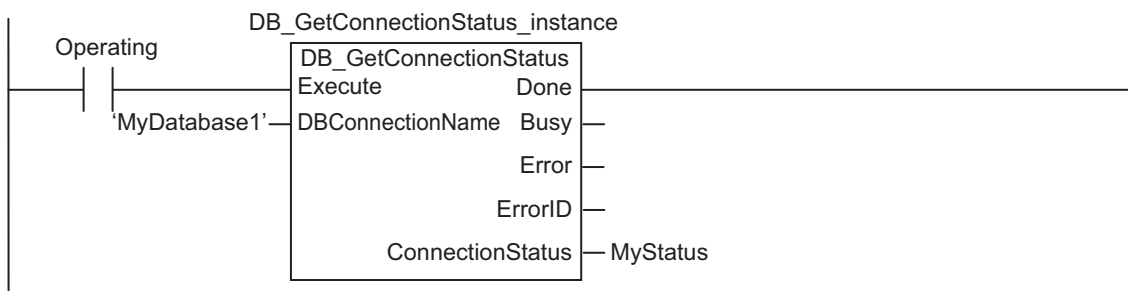 DB_GetConnectionStatus_instance
Operating
DB_GetConnectionStatus
Execute Done
‘MyDatabase1’ DBConnectionName Busy
Error
ErrorID
ConnectionStatus MyStatus